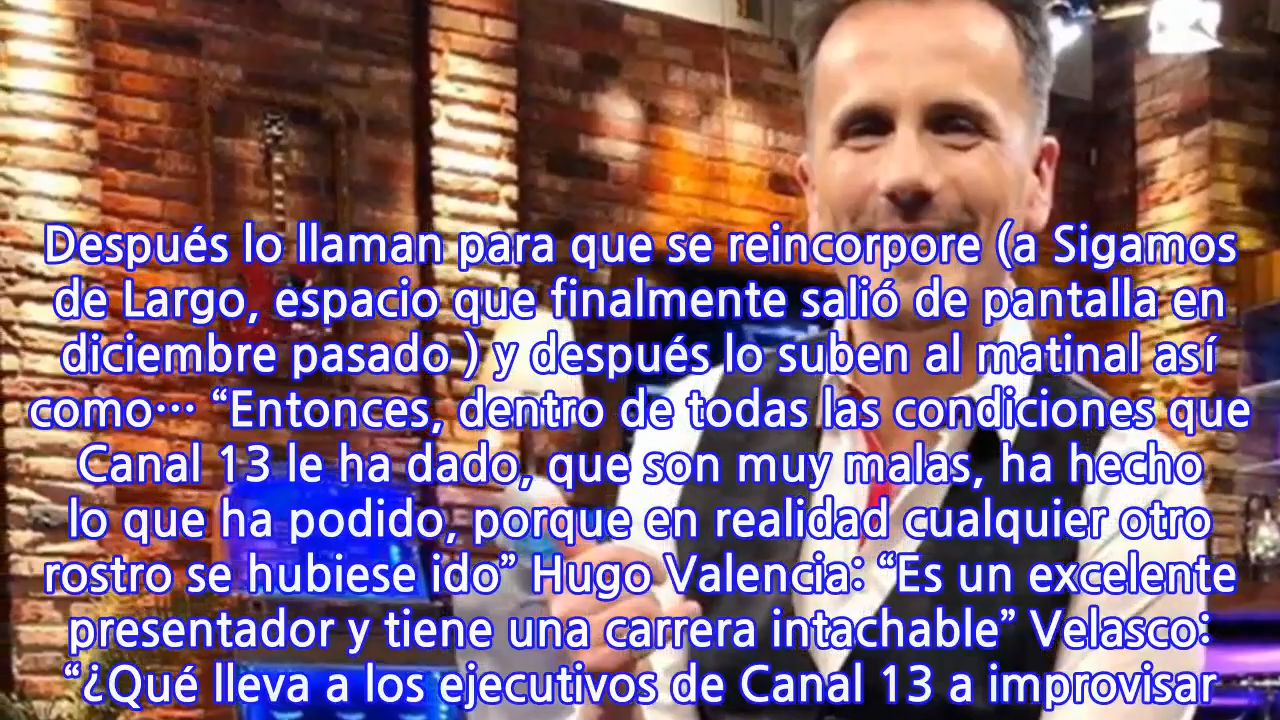 Después lo llaman para que se reincorpore (a Sigamos
de Largo, espacio que finalmente salió de pantalla en
diciembre pasado ) y después lo suben al matinal así
como··· “Entonces, dentro de todas las condiciones que
Canal 13 le ha dado, que son muy malas, ha hecho
lo que ha podido, porque en realidad cualquier otro
rostro se hubiese ido” Hugo Valencia: “Es un excelente
presentador y tiene una carrera intachable” Velasco:
“¿Qué lleva a los ejecutivos de Canal 13 a improvisar